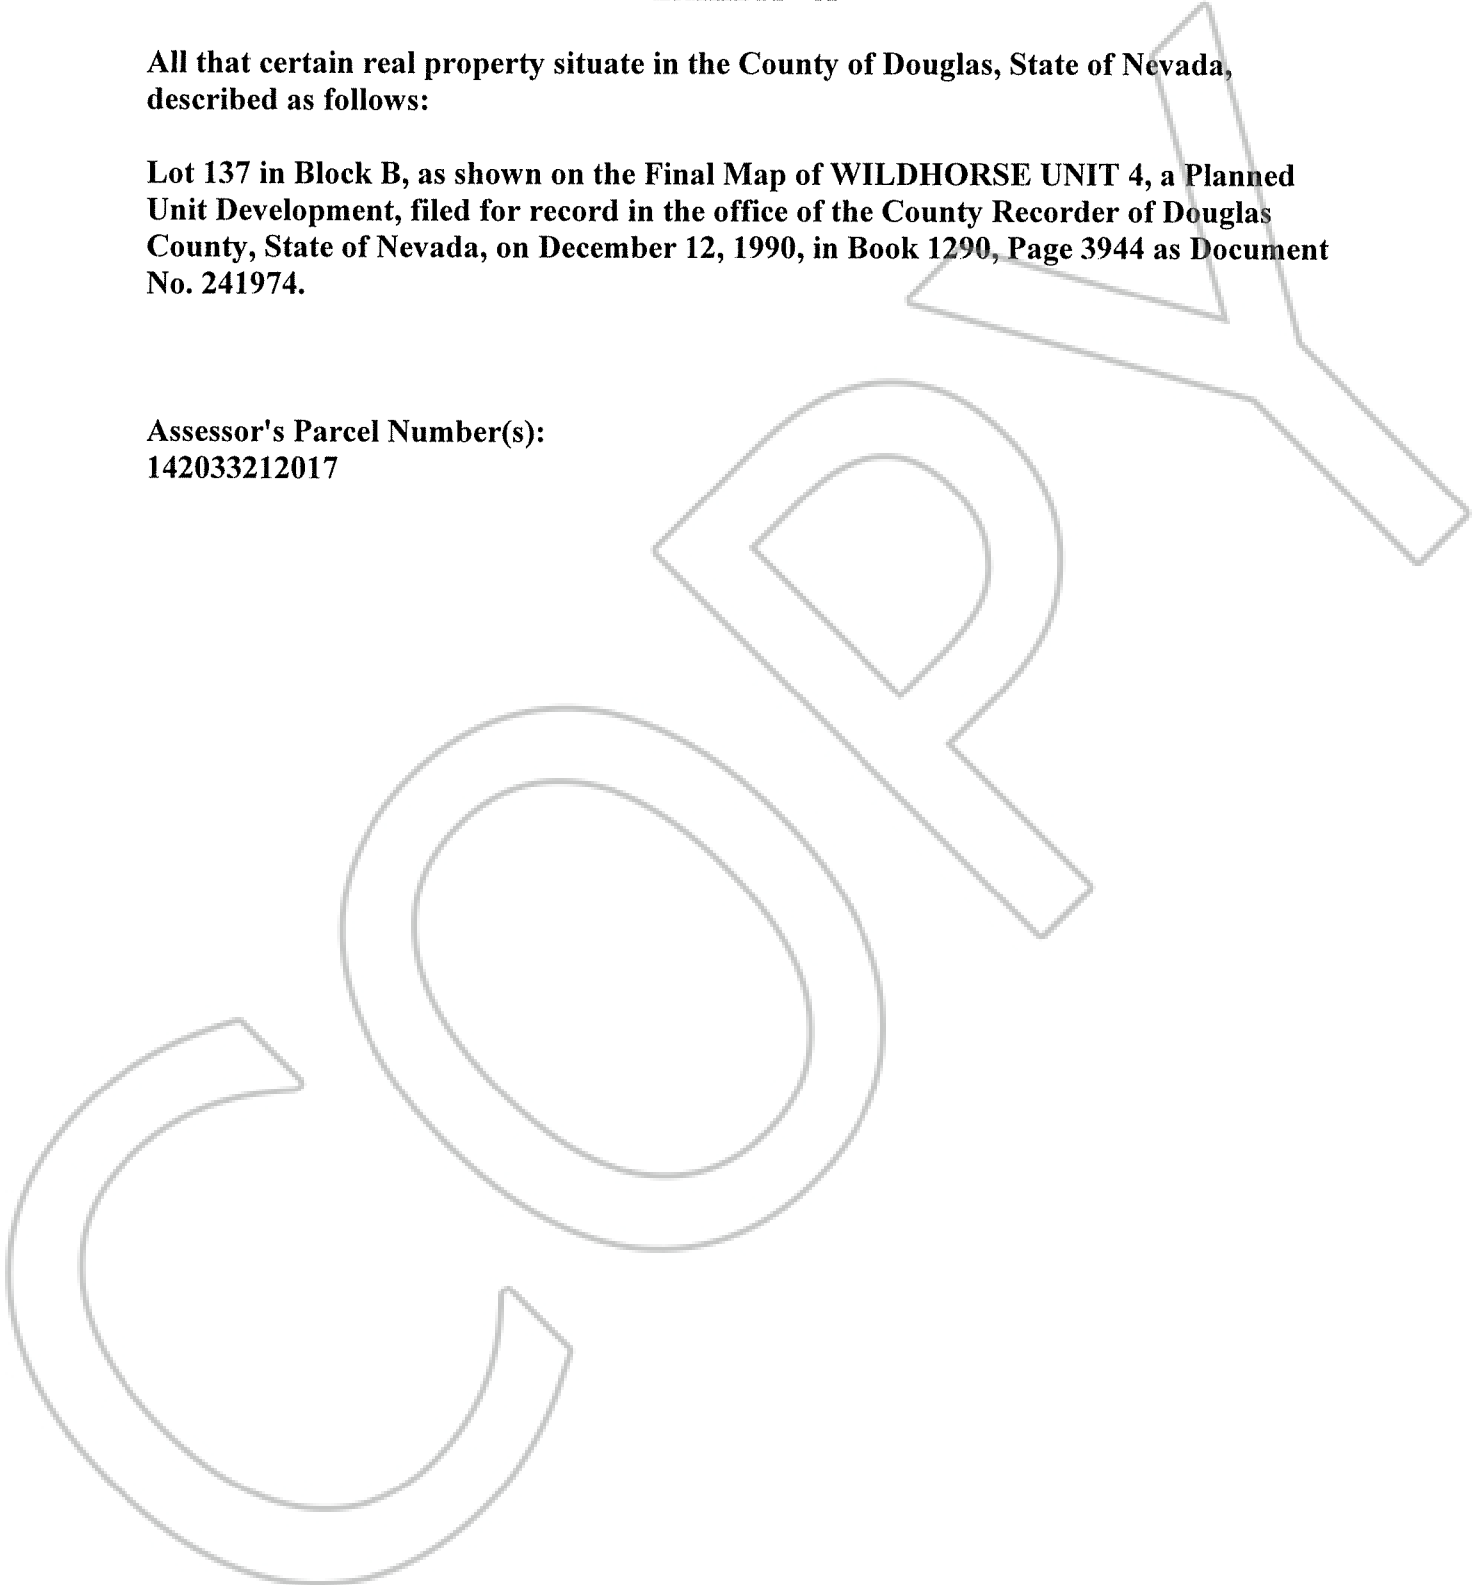 All that certain real property situate in the County of Douglas, State of Nevada,
described as follows:
Lot 137 in Block B, as shown on the Final Map of WILDHORSE UNIT 4, a Planned
Unit Development, filed for record in the office of the County Recorder of Douglas
County, State of Nevada, on December 12, 1990, in Book 1290, Page 3944 as Document
No. 241974.
Assessor's Parcel Number(s):
142033212017
COPY